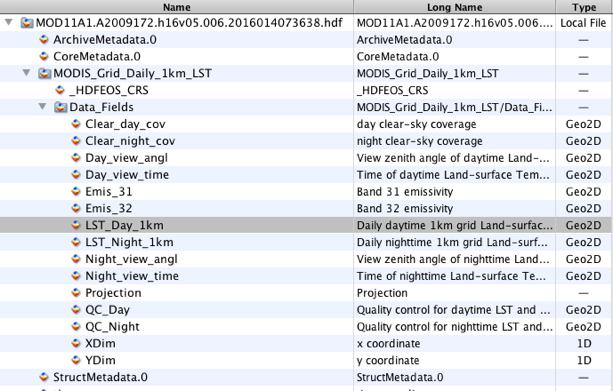 Name Long Name Type
MOD11A1.A2009172.h16v05.006.2016014073638.hdf MOD11A1.A2009172.h16v05.006.... Local File
ArchiveMetadata.0 ArchiveMetadata.0 —
CoreMetadata.0 CoreMetadata.0 —
MODIS_Grid_Daily_1km_LST MODIS_Grid_Daily_1km_LST —
_HDFEOS_CRS _HDFEOS_CRS —
Data_Fields MODIS_Grid_Daily_1km_LST/Data_Fi... —
Clear_day_cov day clear-sky coverage Geo2D
Clear_night_cov night clear-sky coverage Geo2D
Day_view_angl View zenith angle of daytime Land-... Geo2D
Day_view_time Time of daytime Land-surface Tem... Geo2D
Emis_31 Band 31 emissivity Geo2D
Emis_32 Band 32 emissivity Geo2D
LST_Day_1km Daily daytime 1km grid Land-surfac... Geo2D
LST_Night_1km Daily nighttime 1km grid Land-surf... Geo2D
Night_view_angl View zenith angle of nighttime Land... Geo2D
Night_view_time Time of nighttime Land-surface Te... Geo2D
Projection Projection —
QC_Day Quality control for daytime LST and ... Geo2D
QC_Night Quality control for nighttime LST and... Geo2D
XDim x coordinate 1D
YDim y coordinate 1D
StructMetadata.0 StructMetadata.0 —